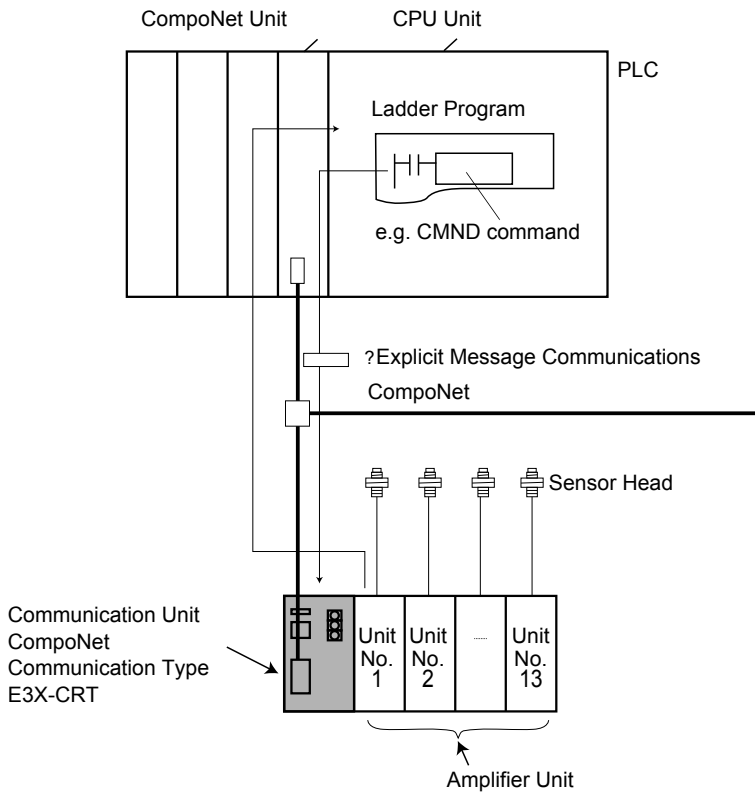 CompoNet Unit
CPU Unit
PLC
Ladder Program
e.g. CMND command
?Explicit Message Communications
CompoNet
Sensor Head
Communication Unit
CompoNet
Communication Type
E3X-CRT
Unit
No.
1
Unit
No.
2
......
Unit
No.
13
Amplifier Unit